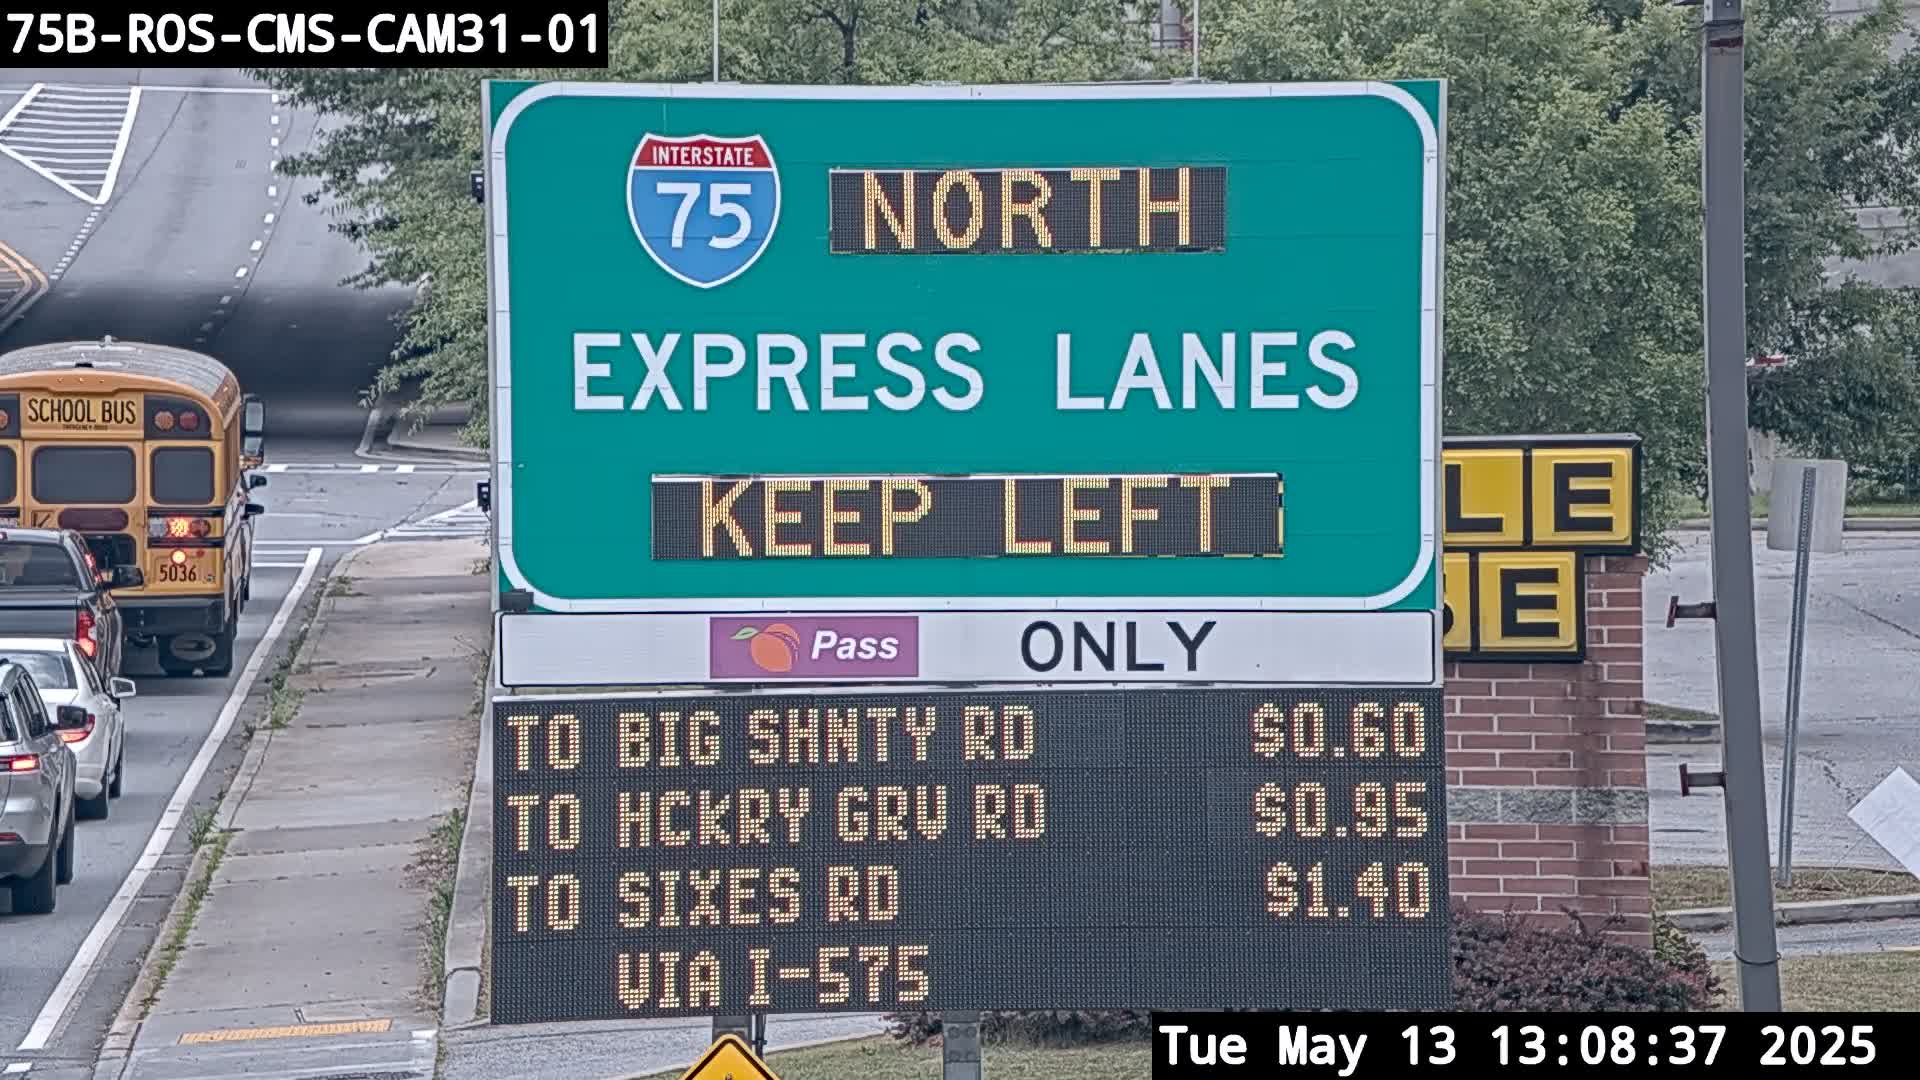 75B-ROS-CMS-CAM31-01
INTERSTATE
75
NORTH
EXPRESS LANES
KEEP LEFT
Pass ONLY
TO BIG SHNTY RD $0.60
TO HCKRY GRV RD $0.95
TO SIXES RD $1.40
VIA I-575
SCHOOL BUS
5036
LE
E
Tue May 13 13:08:37 2025